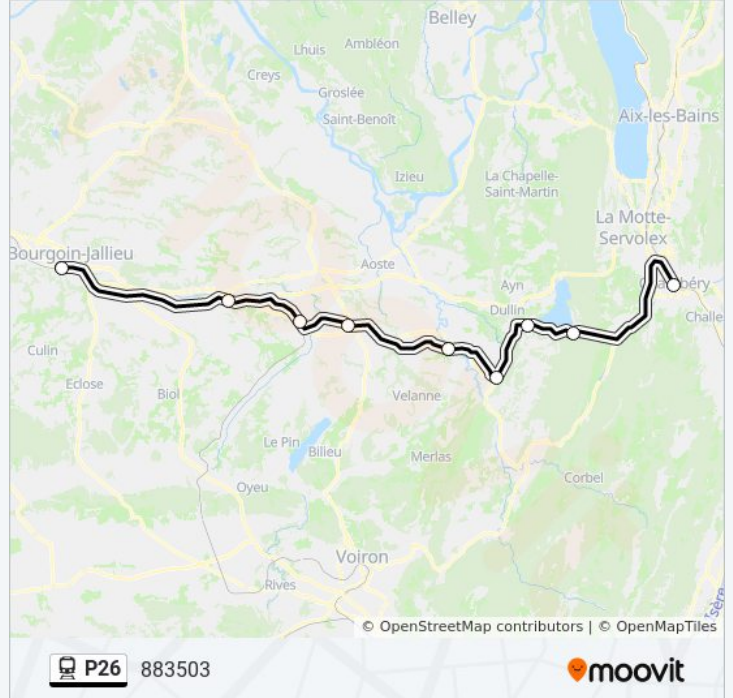 Belley
Lhuis
Ambléon
Creys
Groslée
Saint-Benoît
Aix-les-Bains
Izieu
La Chapelle-
Saint-Martin
La Motte-
Servolex
Bourgoin-Jallieu
Aoste
Ayn
Dullin
Challe
Culin
Eclose
Biol
Velanne
Le Pin
Bilieu
Merlas
Corbel
Oyeu
Voiron
Rives
Isère
© OpenStreetMap contributors | © OpenMapTiles
P26 883503
moovit